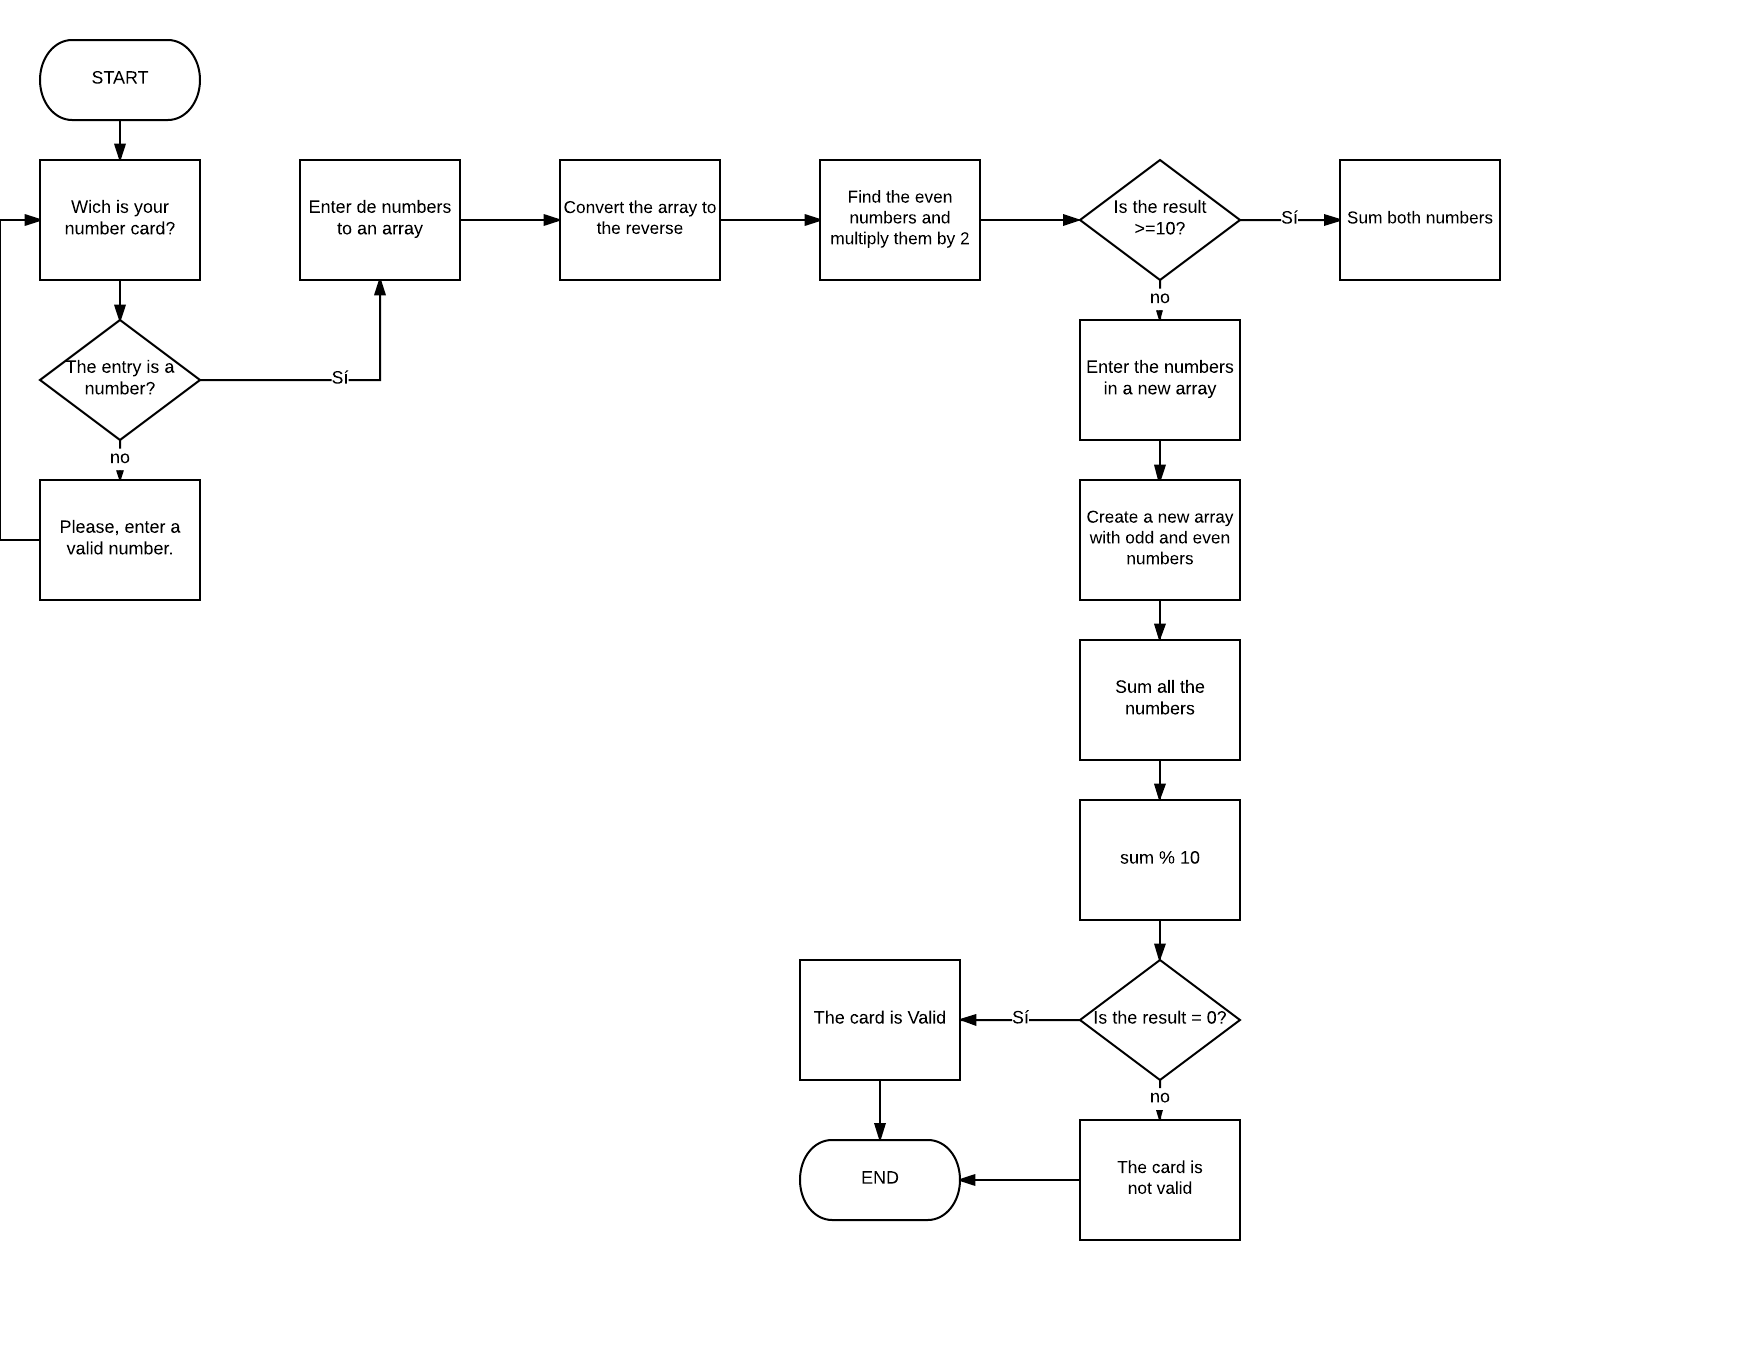 START
Wich is your
number card?
The entry is a
number?
no
Please, enter a
valid number.
Sí
Enter de numbers
to an array
Convert the array to
the reverse
Find the even
numbers and
multiply them by 2
Is the result
>=10?
Sí
Sum both numbers
no
Enter the numbers
in a new array
Create a new array
with odd and even
numbers
Sum all the
numbers
sum % 10
Is the result = 0?
Sí
The card is Valid
no
The card is
not valid
END